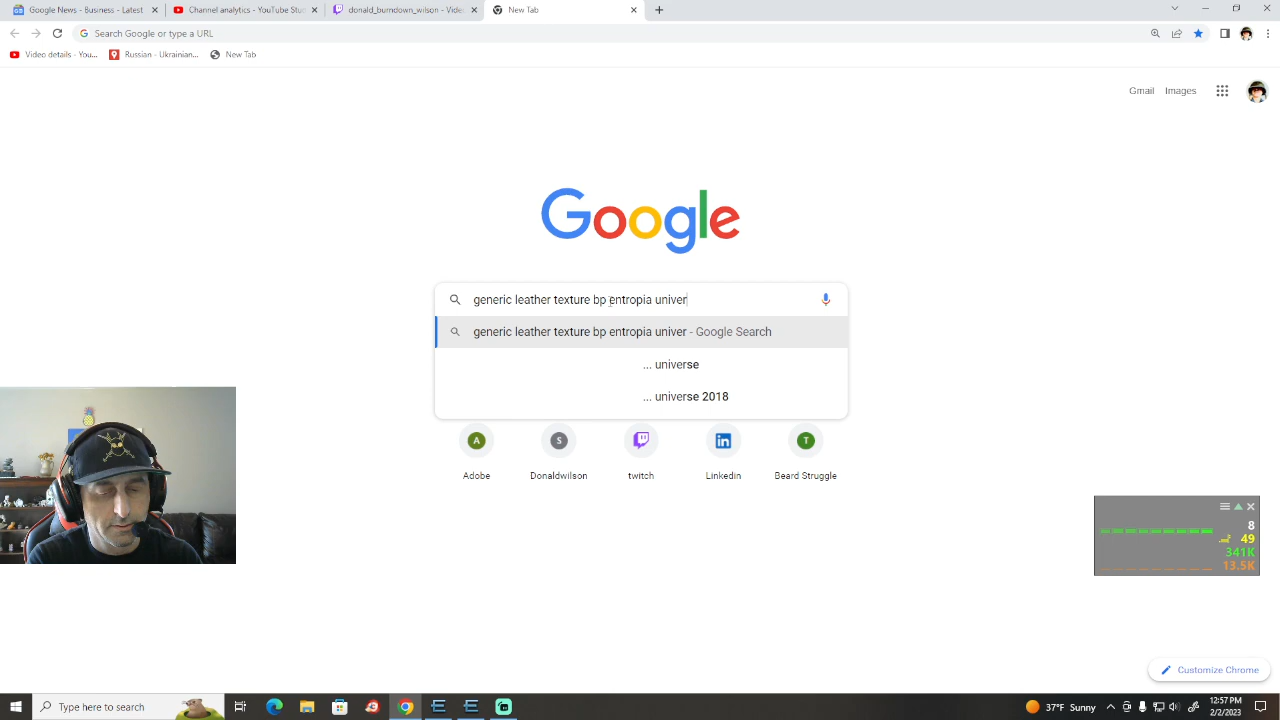 Google News - Business - Latest
Channel analytics - YouTube Stu
donald_burndown_wilson - Vide
New Tab
Search Google or type a URL
Video details - You...
Russian - Ukrainian...
New Tab
Gmail
Images
Google
generic leather texture bp entropia univer
generic leather texture bp entropia univer - Google Search
... universe
... universe 2018
A
S
T
Adobe
Donaldwilson
twitch
Linkedin
Beard Struggle
8
49
341K
13.5K
Customize Chrome
Type here to search
37°F Sunny
12:57 PM
2/2/2023